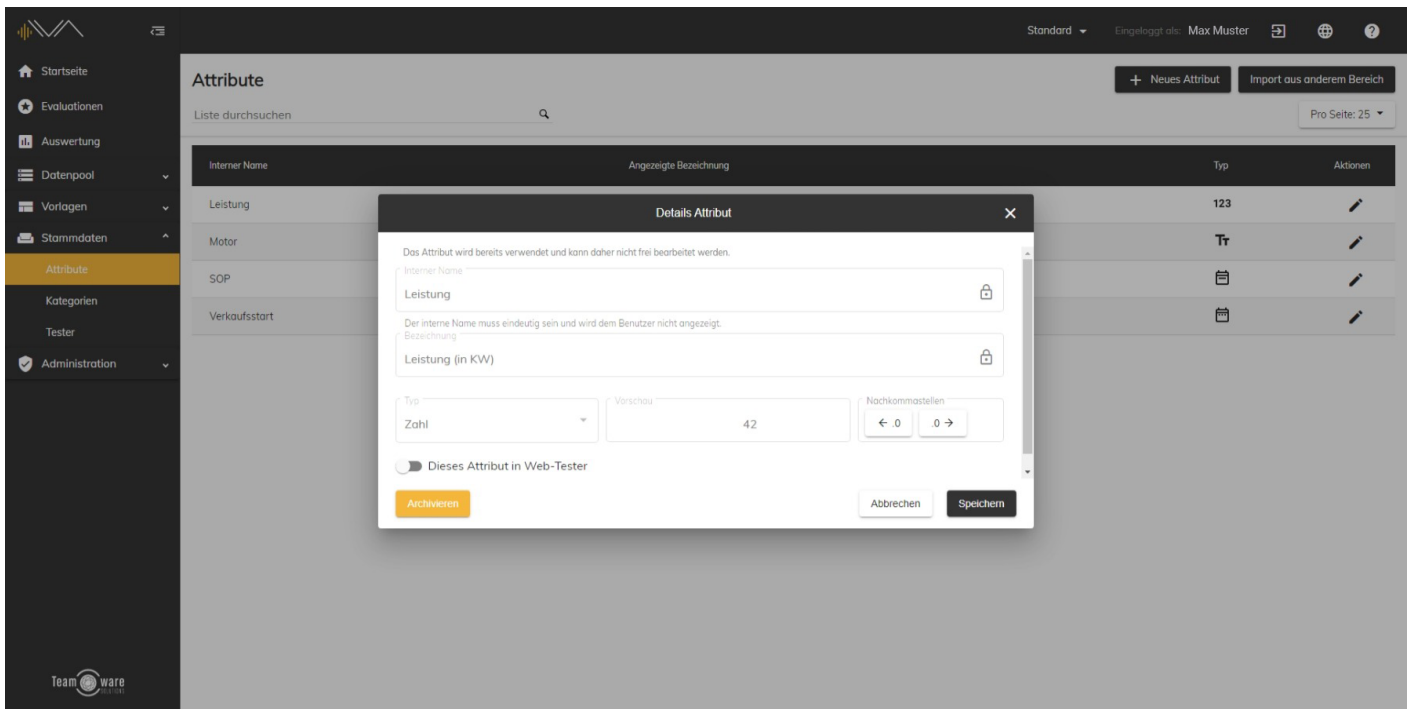 Standard
Eingeloggt als: Max Muster
Startseite
Evaluationen
Auswertung
Datenpool
Vorlagen
Stammdaten
Attribute
Kategorien
Tester
Administration
Team ware
SOLUTIONS
Attribute
+ Neues Attribut
Import aus anderem Bereich
Liste durchsuchen
Pro Seite: 25
Interner Name Angezeigte Bezeichnung Typ Aktionen
Leistung 123
Motor Tт
SOP
Verkaufsstart
Details Attribut
Das Attribut wird bereits verwendet und kann daher nicht frei bearbeitet werden.
Interner Name
Leistung
Der interne Name muss eindeutig sein und wird dem Benutzer nicht angezeigt.
Bezeichnung
Leistung (in KW)
Typ Vorschau Nachkommastellen
Zahl 42 ← .0 .0 →
Dieses Attribut in Web-Tester
Archivieren Abbrechen Speichern